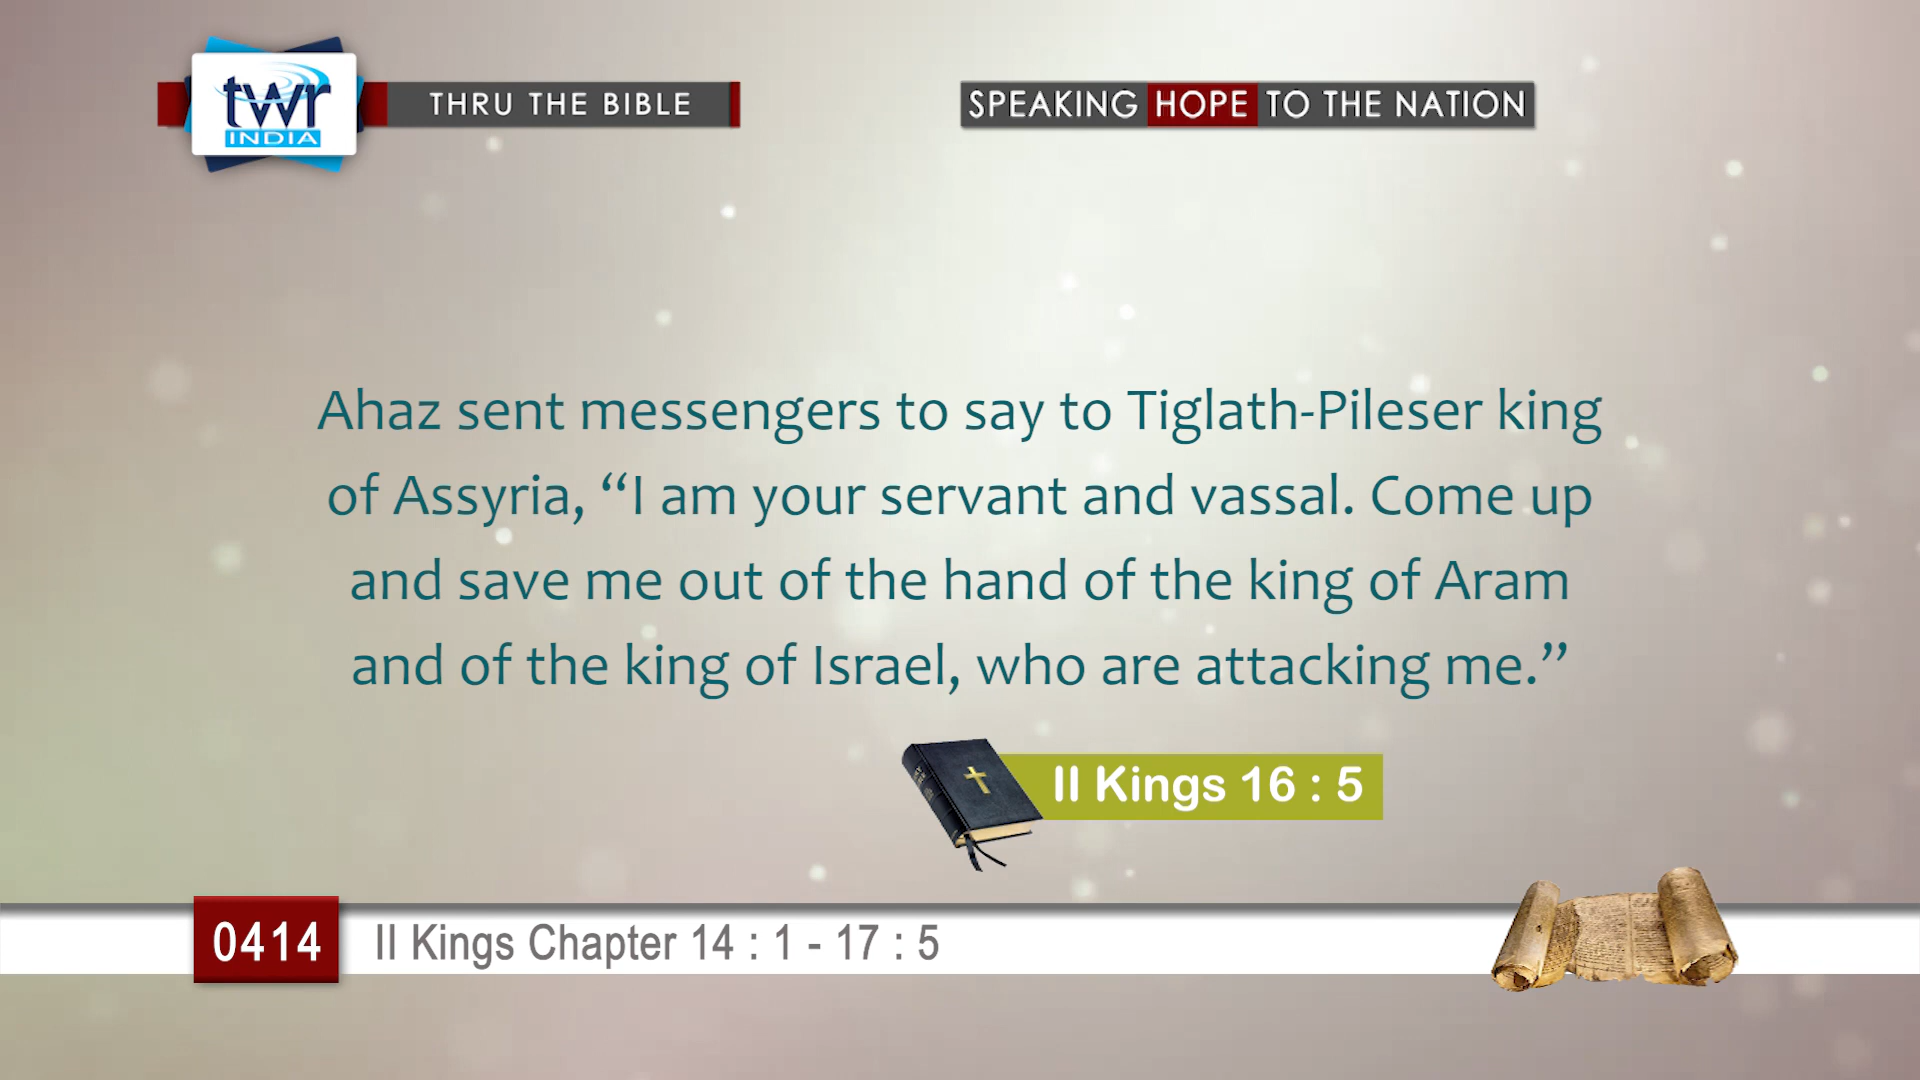 twr
INDIA
THRU THE BIBLE
SPEAKING HOPE TO THE NATION
Ahaz sent messengers to say to Tiglath-Pileser king
of Assyria, “I am your servant and vassal. Come up
and save me out of the hand of the king of Aram
and of the king of Israel, who are attacking me.”
II Kings 16 : 5
0414
II Kings Chapter 14 : 1 - 17 : 5